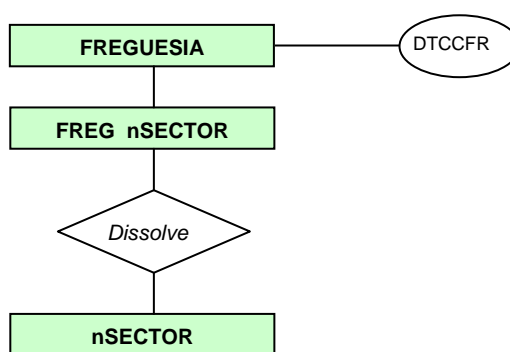 FREGUESIA
DTCCFR
FREG nSECTOR
Dissolve
nSECTOR